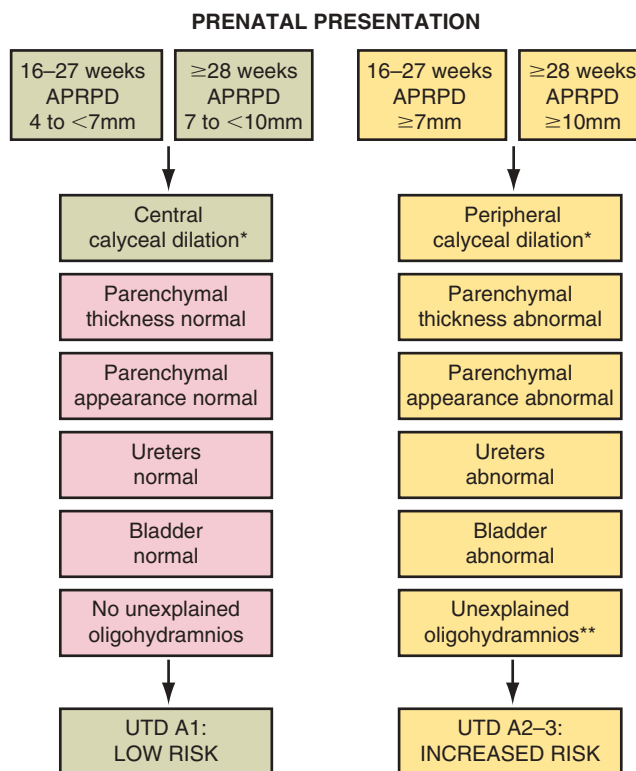 PRENATAL PRESENTATION
16–27 weeks
APRPD
4 to <7mm
≥28 weeks
APRPD
7 to <10mm
16–27 weeks
APRPD
≥7mm
≥28 weeks
APRPD
≥10mm
Central
calyceal dilation*
Parenchymal
thickness normal
Parenchymal
appearance normal
Ureters
normal
Bladder
normal
No unexplained
oligohydramnios
UTD A1:
LOW RISK
Peripheral
calyceal dilation*
Parenchymal
thickness abnormal
Parenchymal
appearance abnormal
Ureters
abnormal
Bladder
abnormal
Unexplained
oligohydramnios**
UTD A2–3:
INCREASED RISK